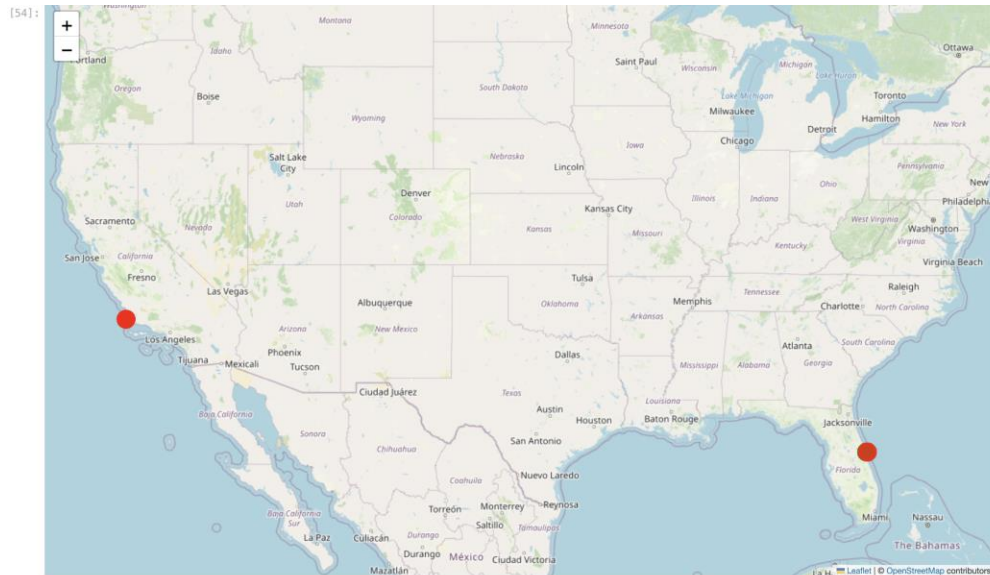 [54]:
+
−
Washington
Montana
Minnesota
Ottawa
Portland
Idaho
Saint Paul
Wisconsin
Michigan
Lake Huron
Oregon
Boise
South Dakota
Toronto
Lake Michigan
Milwaukee
Hamilton
New York
Wyoming
Detroit
Chicago
Iowa
Salt Lake
City
Nebraska
Lincoln
Pennsylvania
Ohio
New
Denver
Utah
Illinois
Indiana
Philadelphi
Sacramento
Nevada
Colorado
Kansas City
West Virginia
Washington
Kansas
Missouri
Virginia
San Jose
California
Kentucky
Virginia Beach
Fresno
Tulsa
Las Vegas
Raleigh
Albuquerque
Oklahoma
Memphis
Tennessee
Charlotte
North Carolina
Arkansas
Los Angeles
Arizona
New Mexico
South Carolina
Phoenix
Atlanta
Tijuana
Mexicali
Tucson
Dallas
Mississippi
Alabama
Georgia
Ciudad Juárez
Texas
Louisiana
Baja California
Austin
Houston
Baton Rouge
Jacksonville
Sonora
San Antonio
Chihuahua
Florida
Coahuila
Nuevo Laredo
Baja California
Sur
Torreón
Monterrey
Reynosa
Miami
Nassau
Saltillo
Tamaulipas
La Paz
Culiacán
Durango
The Bahamas
Durango
México
Ciudad Victoria
Mazatlán
Leaflet | © OpenStreetMap contributors